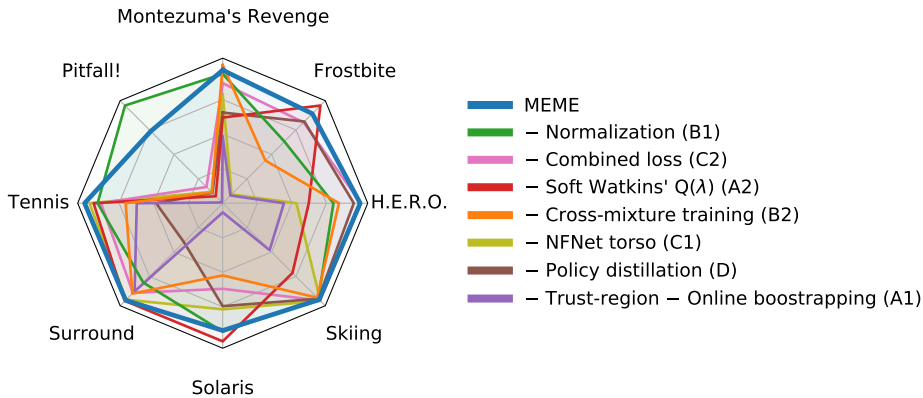 Montezuma's Revenge
Pitfall!
Frostbite
Tennis
H.E.R.O.
Surround
Skiing
Solaris
MEME
− Normalization (B1)
− Combined loss (C2)
− Soft Watkins' Q(λ) (A2)
− Cross-mixture training (B2)
− NFNet torso (C1)
− Policy distillation (D)
− Trust-region − Online boostrapping (A1)